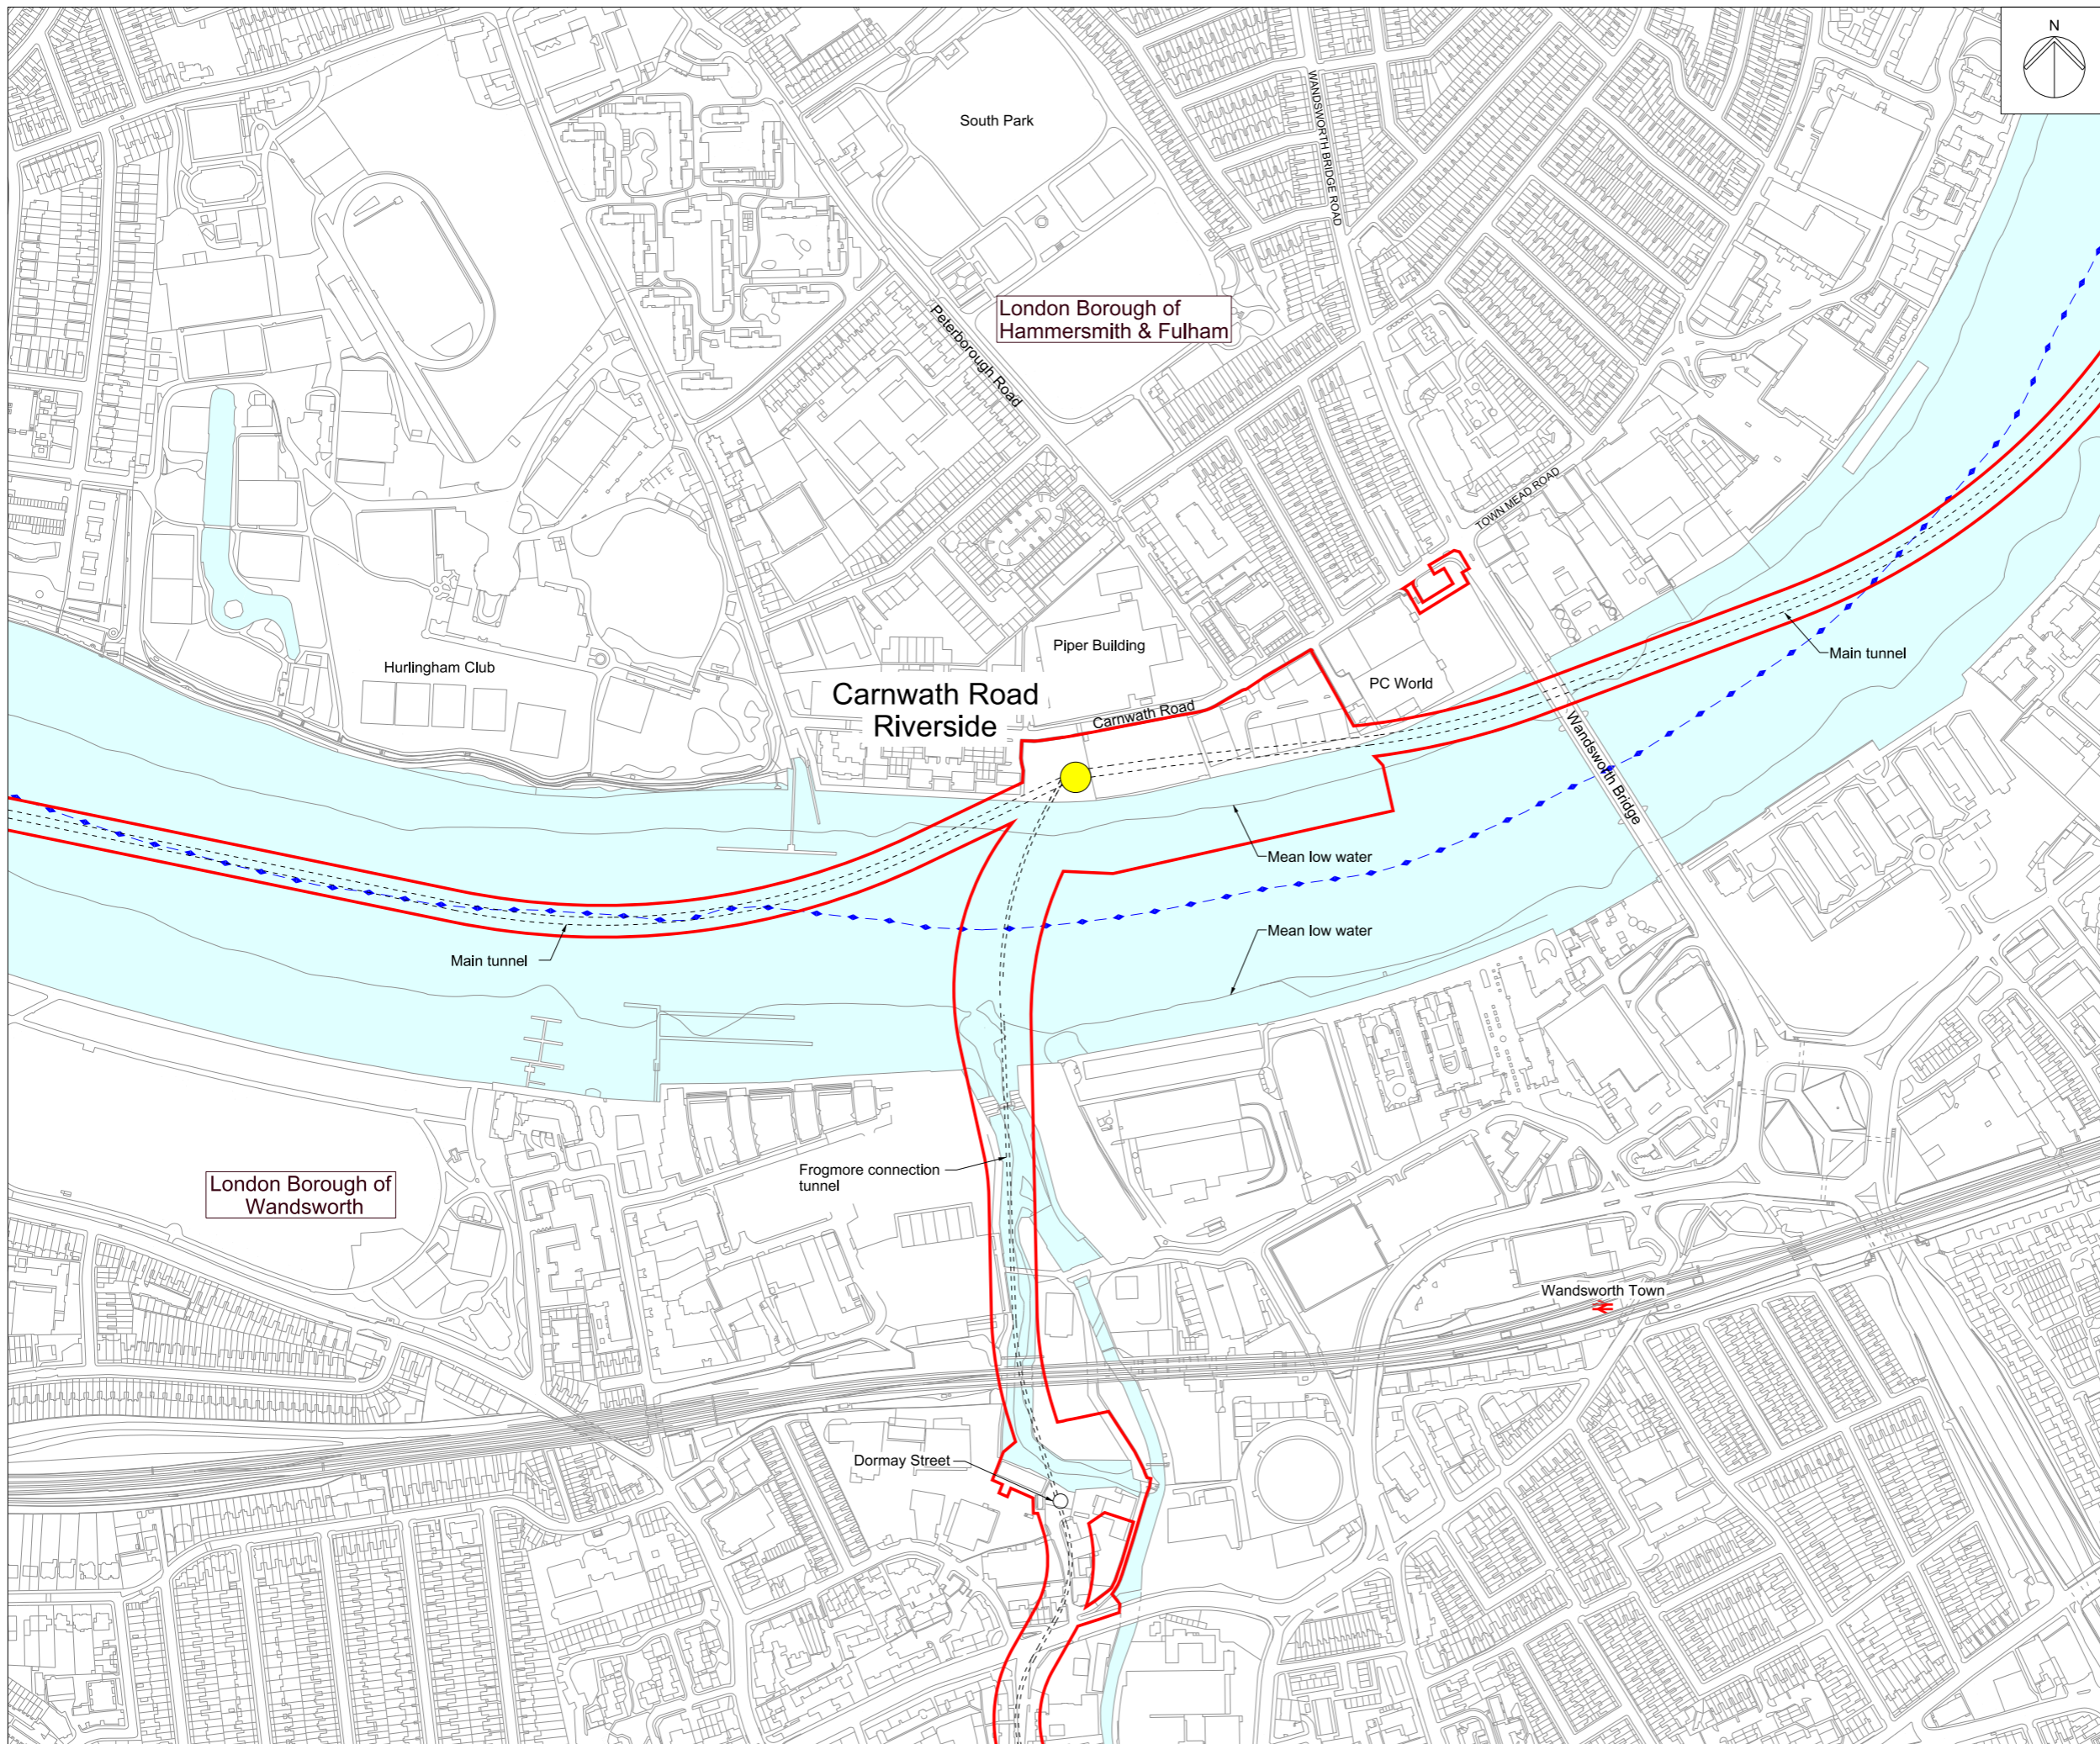 N
South Park
WANDSWORTH BRIDGE ROAD
London Borough of
Hammersmith & Fulham
Peterborough Road
TOWN MEAD ROAD
Piper Building
Main tunnel
Hurlingham Club
PC World
Carnwath Road
Riverside
Carnwath Road
Wandsworth Bridge
Mean low water
Mean low water
Main tunnel
Frogmore connection
tunnel
London Borough of
Wandsworth
Wandsworth Town
Dormay Street